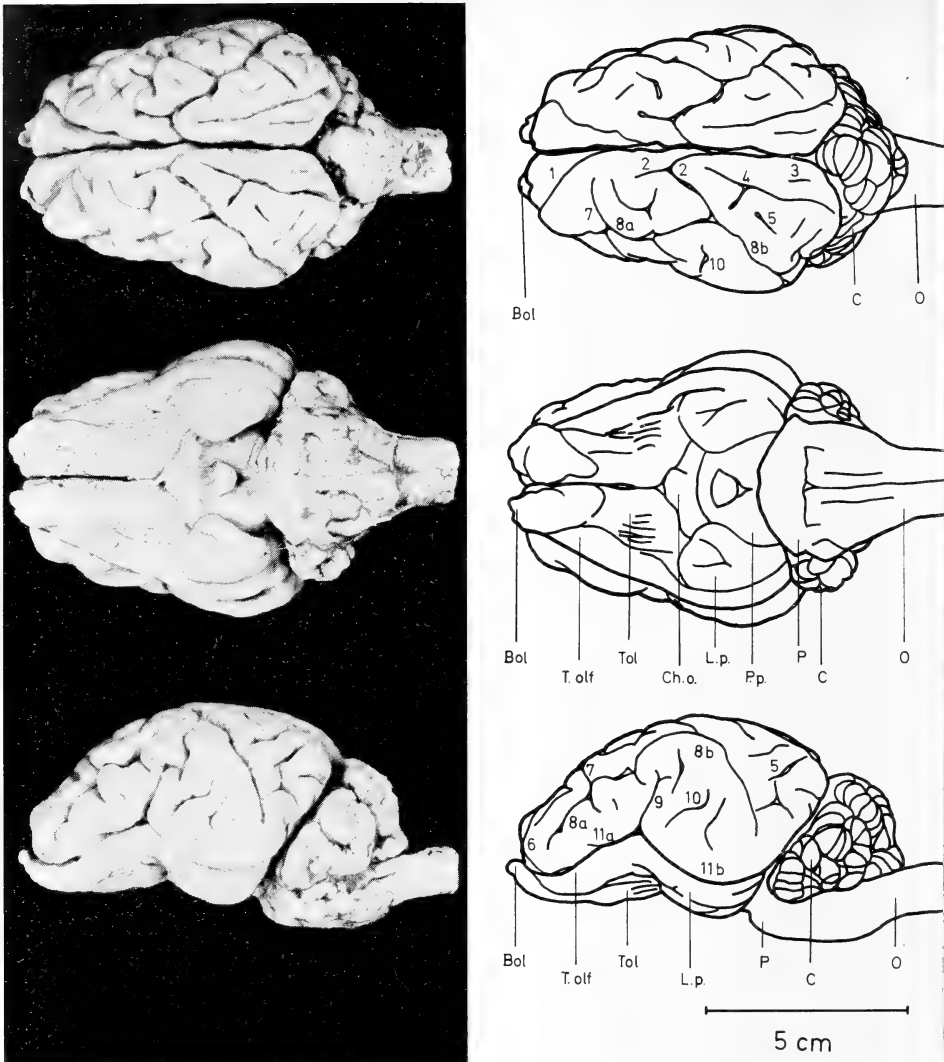 1 2 2 3
4
7 8a 5
8b
10
Bol C O
Bol T. olf Tol Ch.o. L.p. P.p. P C O
8b
7 5
9 10
8a
6 11a
11b
Bol T. olf Tol L.p. P C O
5 cm